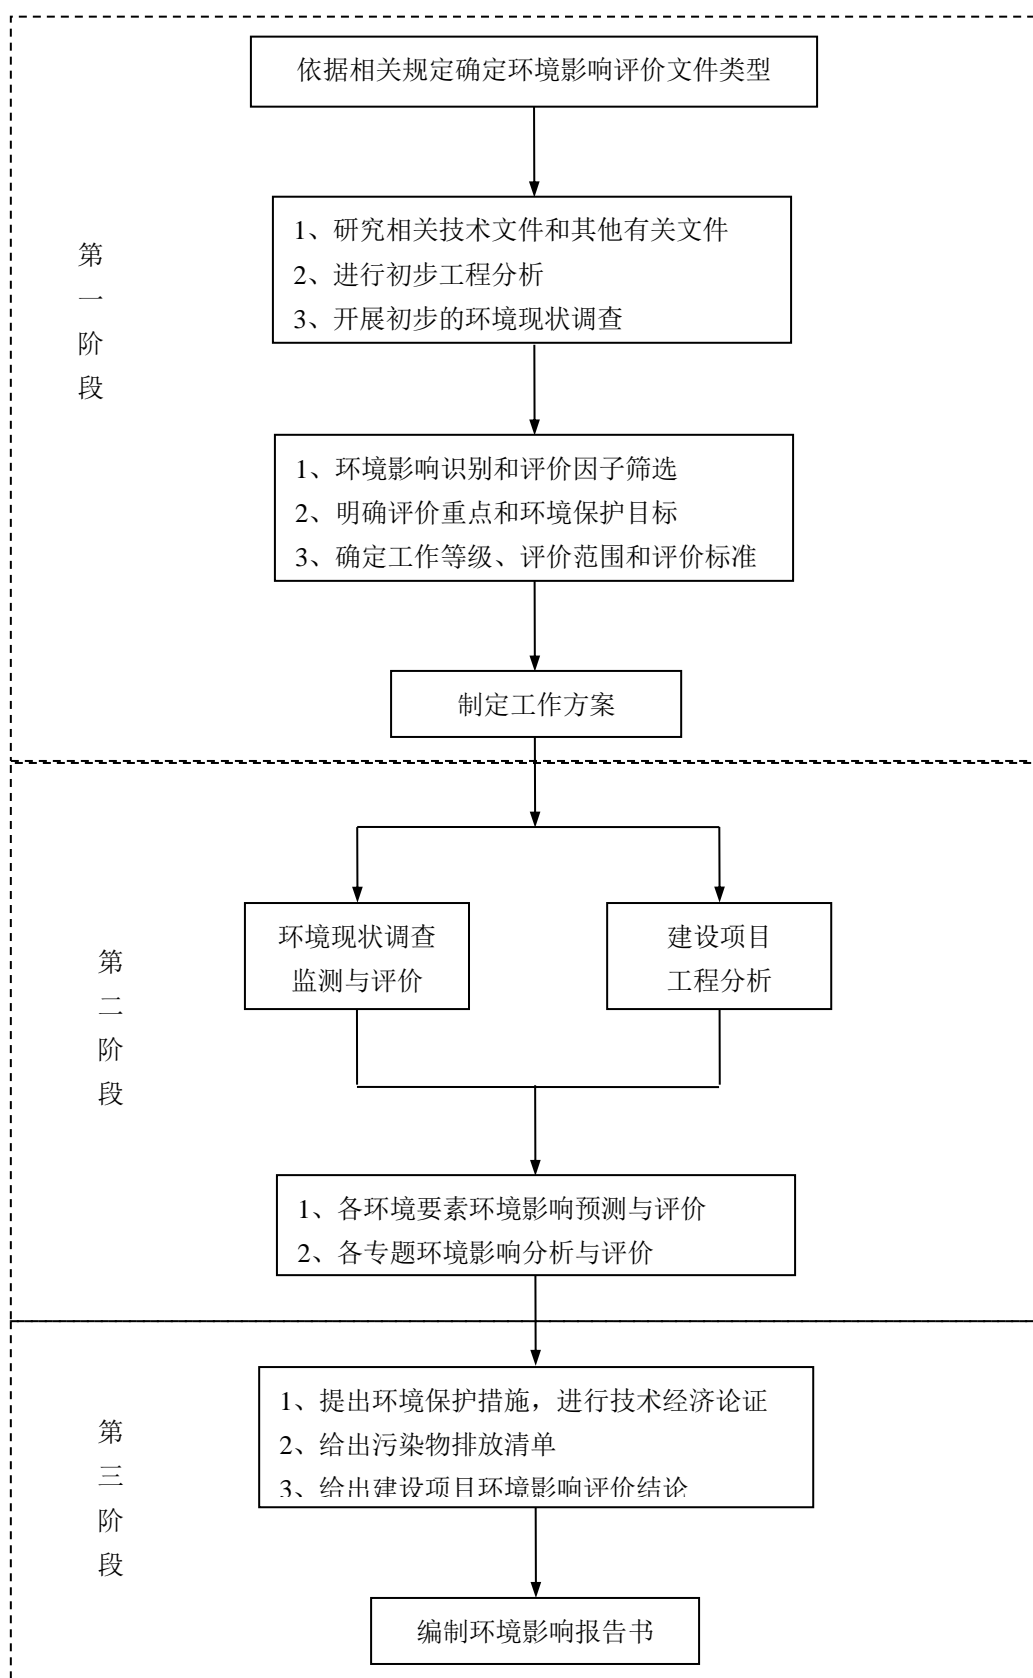 依据相关规定确定环境影响评价文件类型
1、研究相关技术文件和其他有关文件
2、进行初步工程分析
3、开展初步的环境现状调查
第
一
阶
段
1、环境影响识别和评价因子筛选
2、明确评价重点和环境保护目标
3、确定工作等级、评价范围和评价标准
制定工作方案
环境现状调查
监测与评价
建设项目
工程分析
第
二
阶
段
1、各环境要素环境影响预测与评价
2、各专题环境影响分析与评价
1、提出环境保护措施，进行技术经济论证
2、给出污染物排放清单
3、给出建设项目环境影响评价结论
第
三
阶
段
编制环境影响报告书